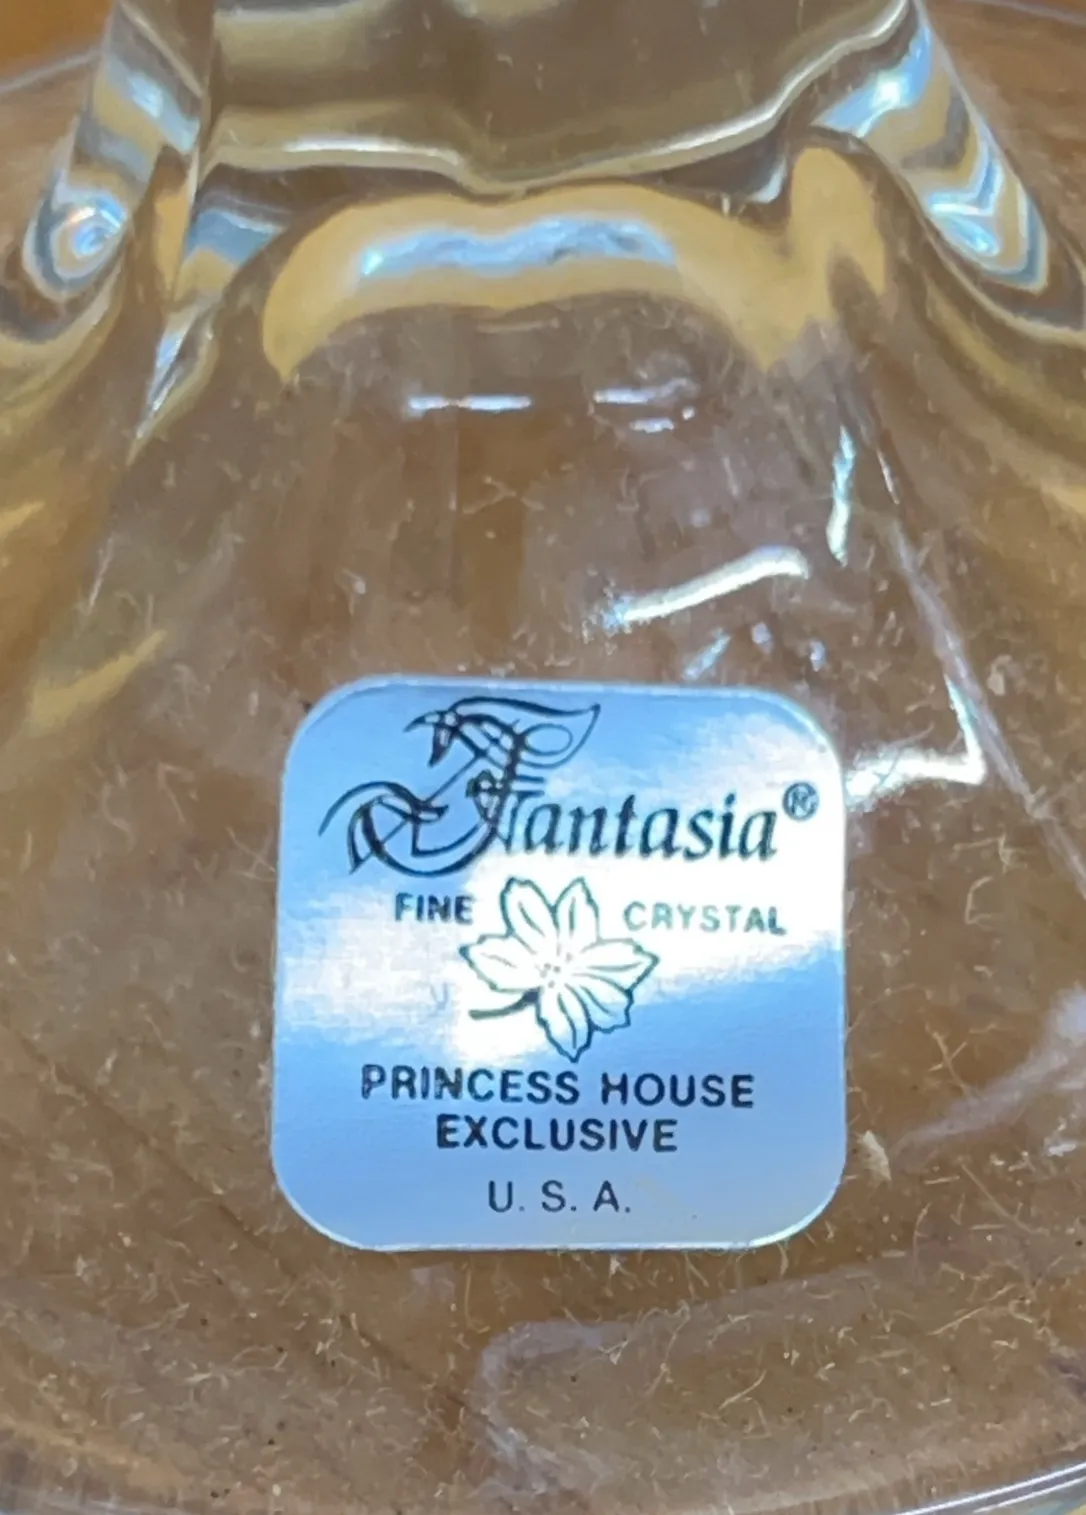 Fantasia®
FINE CRYSTAL
PRINCESS HOUSE
EXCLUSIVE
U. S. A.